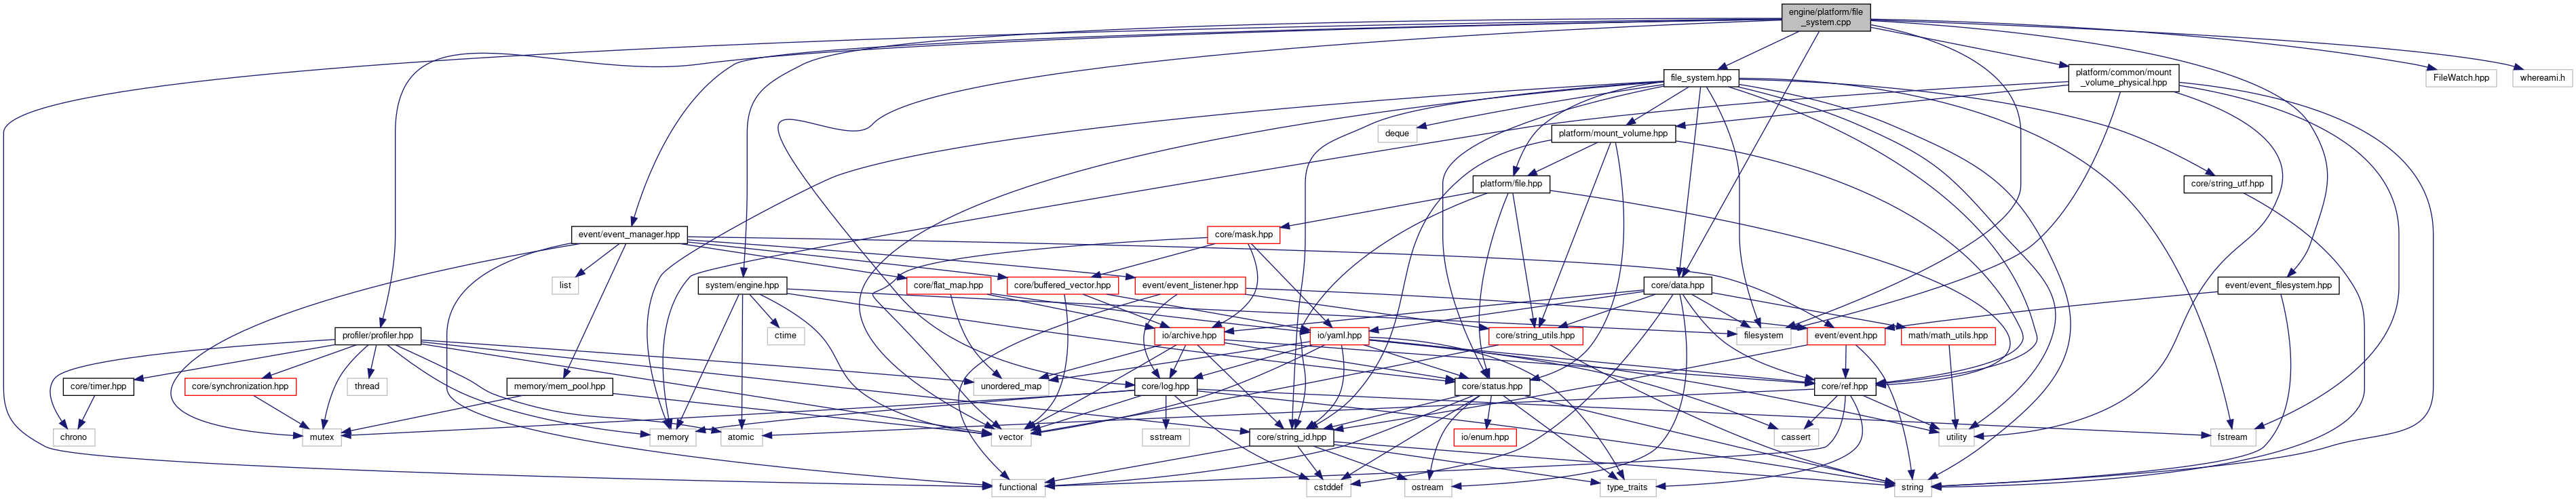 engine/platform/file
_system.cpp
file_system.hpp
platform/common/mount
_volume_physical.hpp
FileWatch.hpp
whereami.h
deque
platform/mount_volume.hpp
platform/file.hpp
core/string_utf.hpp
event/event_manager.hpp
core/mask.hpp
list
system/engine.hpp
core/flat_map.hpp
core/buffered_vector.hpp
event/event_listener.hpp
core/data.hpp
event/event_filesystem.hpp
profiler/profiler.hpp
ctime
io/archive.hpp
io/yaml.hpp
core/string_utils.hpp
filesystem
event/event.hpp
math/math_utils.hpp
core/timer.hpp
core/synchronization.hpp
thread
memory/mem_pool.hpp
unordered_map
core/log.hpp
core/status.hpp
core/ref.hpp
chrono
mutex
memory
atomic
vector
sstream
core/string_id.hpp
io/enum.hpp
cassert
utility
fstream
functional
cstddef
ostream
type_traits
string